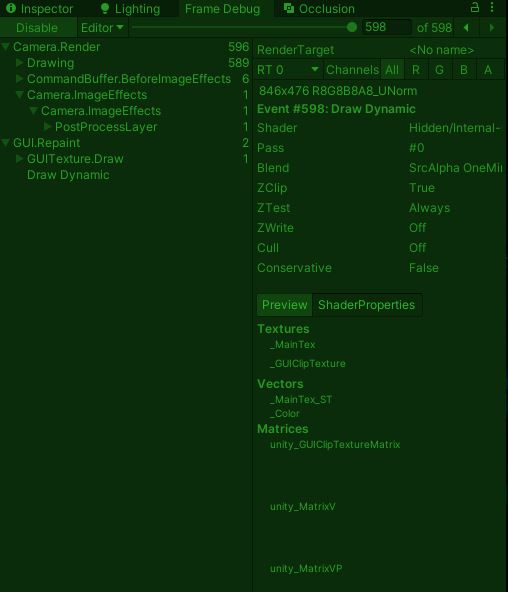 Inspector Lighting Frame Debug Occlusion
Disable Editor 598 of 598
Camera.Render 596
Drawing 589
CommandBuffer.BeforeImageEffects 6
Camera.ImageEffects 1
Camera.ImageEffects 1
PostProcessLayer 1
GUI.Repaint 2
GUITexture.Draw 1
Draw Dynamic
RenderTarget <No name>
RT 0 Channels All R G B A
846x476 R8G8B8A8_UNorm
Event #598: Draw Dynamic
Shader Hidden/Internal-
Pass #0
Blend SrcAlpha OneMin
ZClip True
ZTest Always
ZWrite Off
Cull Off
Conservative False
Preview ShaderProperties
Textures
_MainTex
_GUIClipTexture
Vectors
_MainTex_ST
_Color
Matrices
unity_GUIClipTextureMatrix
unity_MatrixV
unity_MatrixVP